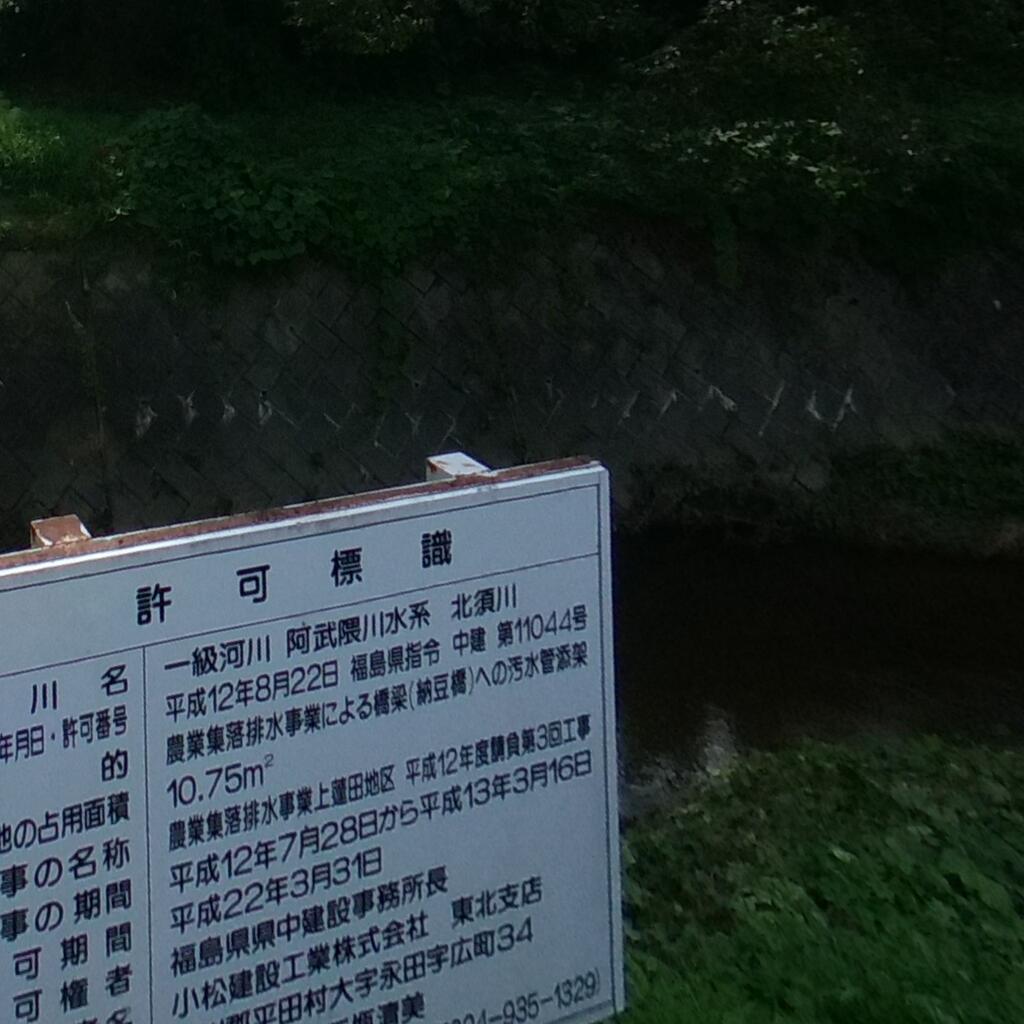 許可標識
川名 一級河川 阿武隈川水系 北須川
年月日・許可番号 平成12年8月22日 福島県指令 中建 第11044号
的 農業集落排水事業による橋梁(納豆橋)への汚水管添架
地の占用面積 10.75m²
事の名称 農業集落排水事業上蓬田地区 平成12年度請負第3回工事
事の期間 平成12年7月28日から平成13年3月16日
可期間 平成22年3月31日
可権者 福島県県中建設事務所長
小松建設工業株式会社 東北支店
郡平田村大字永田字広町34
24-935-1329)